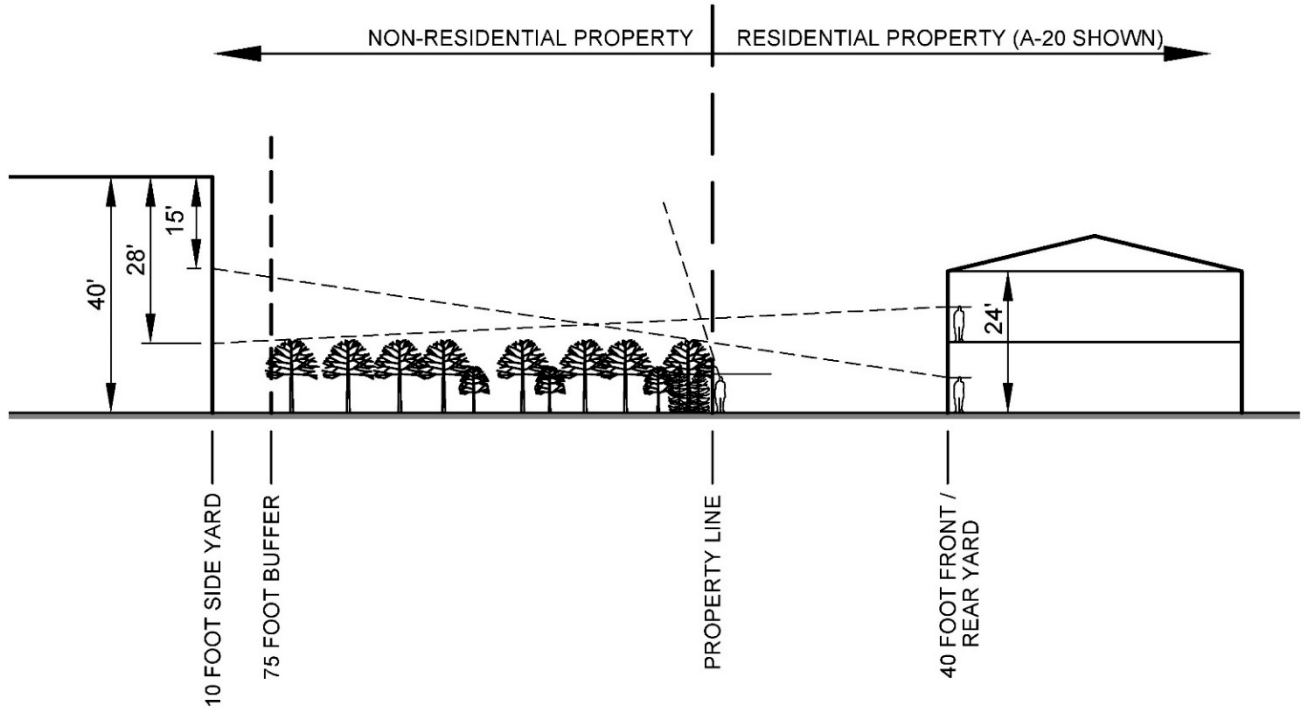 NON-RESIDENTIAL PROPERTY
RESIDENTIAL PROPERTY (A-20 SHOWN)
40'
28'
15'
24'
10 FOOT SIDE YARD
75 FOOT BUFFER
PROPERTY LINE
40 FOOT FRONT /
REAR YARD